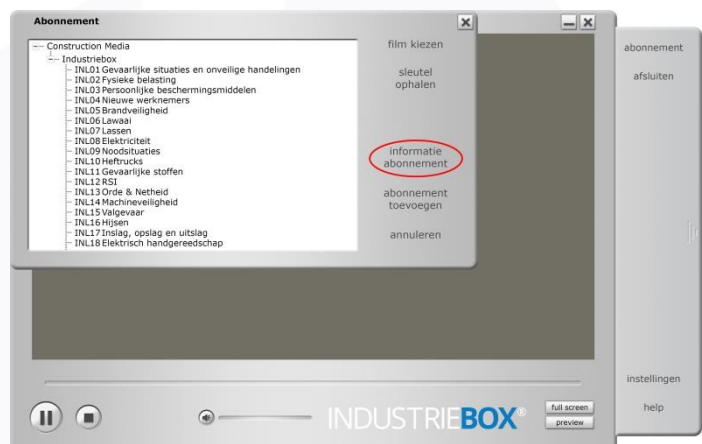 Abonnement
Construction Media
Industriebox
INL01 Gevaarlijke situaties en onveilige handelingen
INL02 Fysieke belasting
INL03 Persoonlijke beschermingsmiddelen
INL04 Nieuwe werknemers
INL05 Brandveiligheid
INL06 Lawaai
INL07 Lassen
INL08 Elektriciteit
INL09 Noodsituaties
INL10 Heftrucks
INL11 Gevaarlijke stoffen
INL12 RSI
INL13 Orde & Netheid
INL14 Machineveiligheid
INL15 Valgevaar
INL16 Hijsen
INL17 Inslag, opslag en uitslag
INL18 Elektrisch handgereedschap
film kiezen
sleutel
ophalen
informatie
abonnement
abonnement
toevoegen
annuleren
abonnement
afsluiten
instellingen
help
INDUSTRIEBOX®
full screen
preview